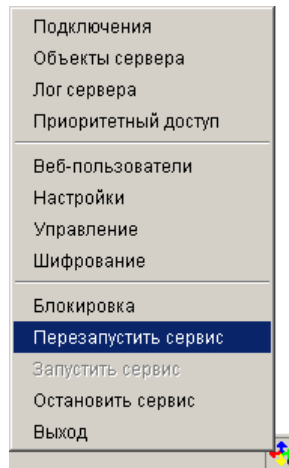 Подключения
Объекты сервера
Лог сервера
Приоритетный доступ
Веб-пользователи
Настройки
Управление
Шифрование
Блокировка
Перезапустить сервис
Запустить сервис
Остановить сервис
Выход